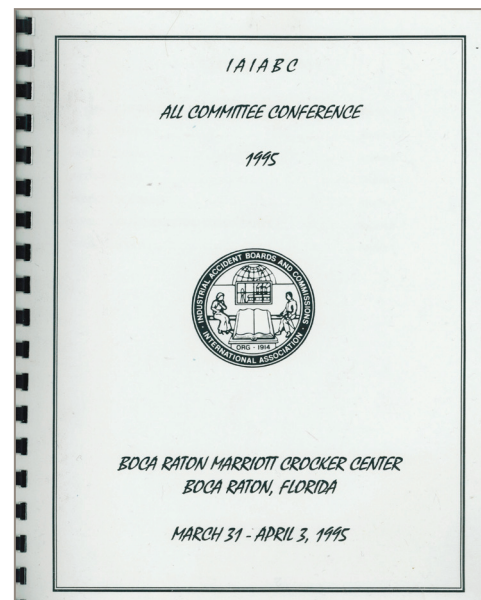 IAIABC
ALL COMMITTEE CONFERENCE
1995
INDUSTRIAL ACCIDENT BOARDS AND COMMISSIONS
ORG · 1914
INTERNATIONAL ASSOCIATION
BOCA RATON MARRIOTT CROCKER CENTER
BOCA RATON, FLORIDA
MARCH 31 - APRIL 3, 1995